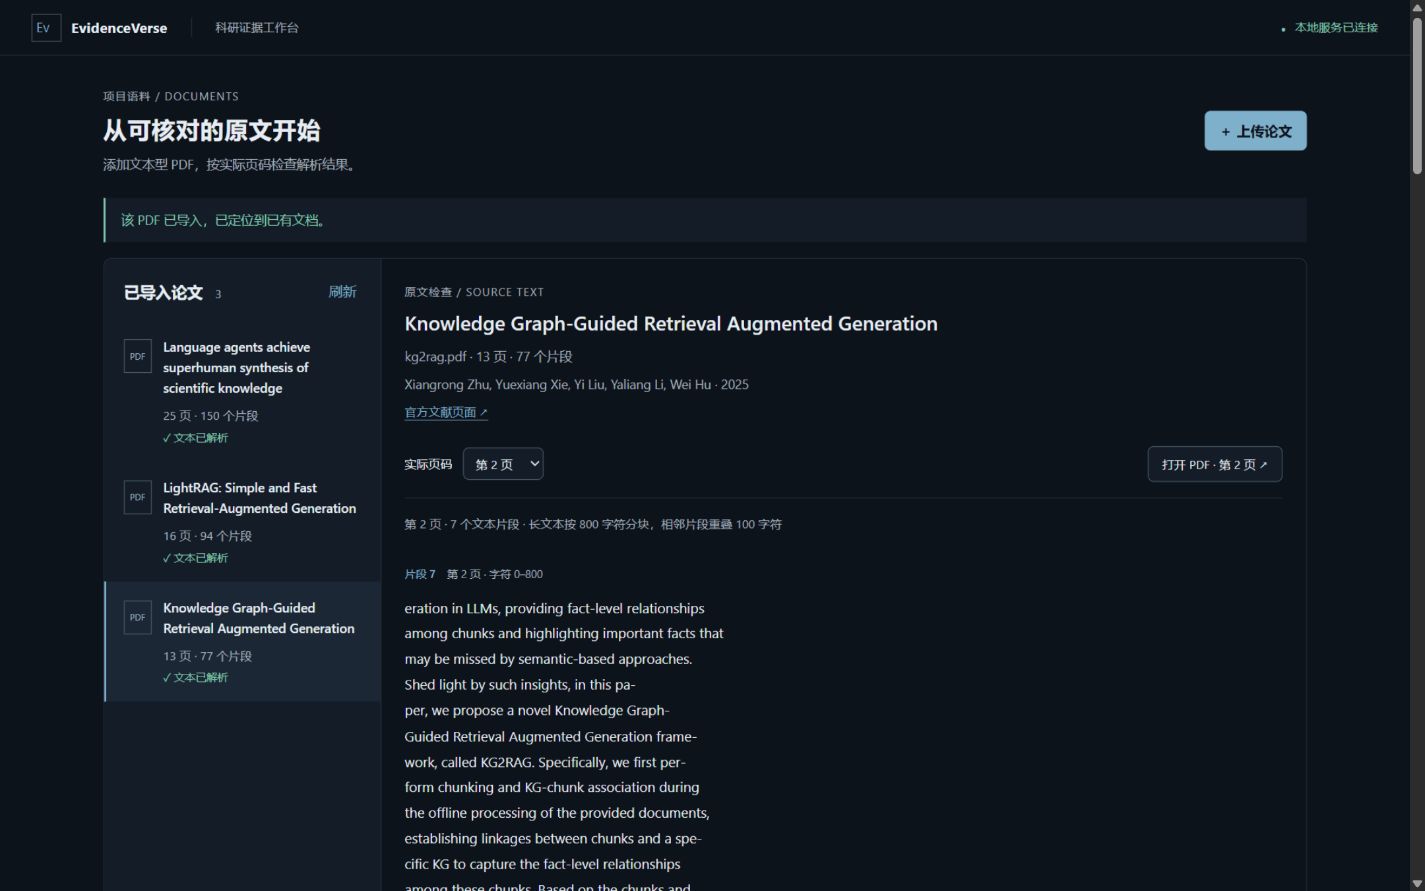 Ev EvidenceVerse 科研证据工作台
本地服务已连接
项目语料 / DOCUMENTS
从可核对的原文开始
添加文本型 PDF，按实际页码检查解析结果。
+ 上传论文
该 PDF 已导入，已定位到已有文档。
已导入论文 3
刷新
PDF
Language agents achieve
superhuman synthesis of
scientific knowledge
25 页 · 150 个片段
✓ 文本已解析
PDF
LightRAG: Simple and Fast
Retrieval-Augmented Generation
16 页 · 94 个片段
✓ 文本已解析
PDF
Knowledge Graph-Guided
Retrieval Augmented Generation
13 页 · 77 个片段
✓ 文本已解析
原文检查 / SOURCE TEXT
Knowledge Graph-Guided Retrieval Augmented Generation
kg2rag.pdf · 13 页 · 77 个片段
Xiangrong Zhu, Yuexiang Xie, Yi Liu, Yaliang Li, Wei Hu · 2025
官方文献页面 ↗
实际页码 第 2 页
打开 PDF · 第 2 页 ↗
第 2 页 · 7 个文本片段 · 长文本按 800 字符分块，相邻片段重叠 100 字符
片段 7 第 2 页 · 字符 0–800
eration in LLMs, providing fact-level relationships
among chunks and highlighting important facts that
may be missed by semantic-based approaches.
Shed light by such insights, in this pa-
per, we propose a novel Knowledge Graph-
Guided Retrieval Augmented Generation frame-
work, called KG2RAG. Specifically, we first per-
form chunking and KG-chunk association during
the offline processing of the provided documents,
establishing linkages between chunks and a spe-
cific KG to capture the fact-level relationships
among these chunks. Based on the chunks and